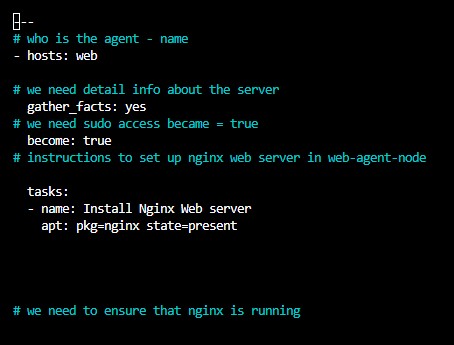 ---
# who is the agent - name
- hosts: web
# we need detail info about the server
gather_facts: yes
# we need sudo access became = true
become: true
# instructions to set up nginx web server in web-agent-node
tasks:
- name: Install Nginx Web server
apt: pkg=nginx state=present
# we need to ensure that nginx is running